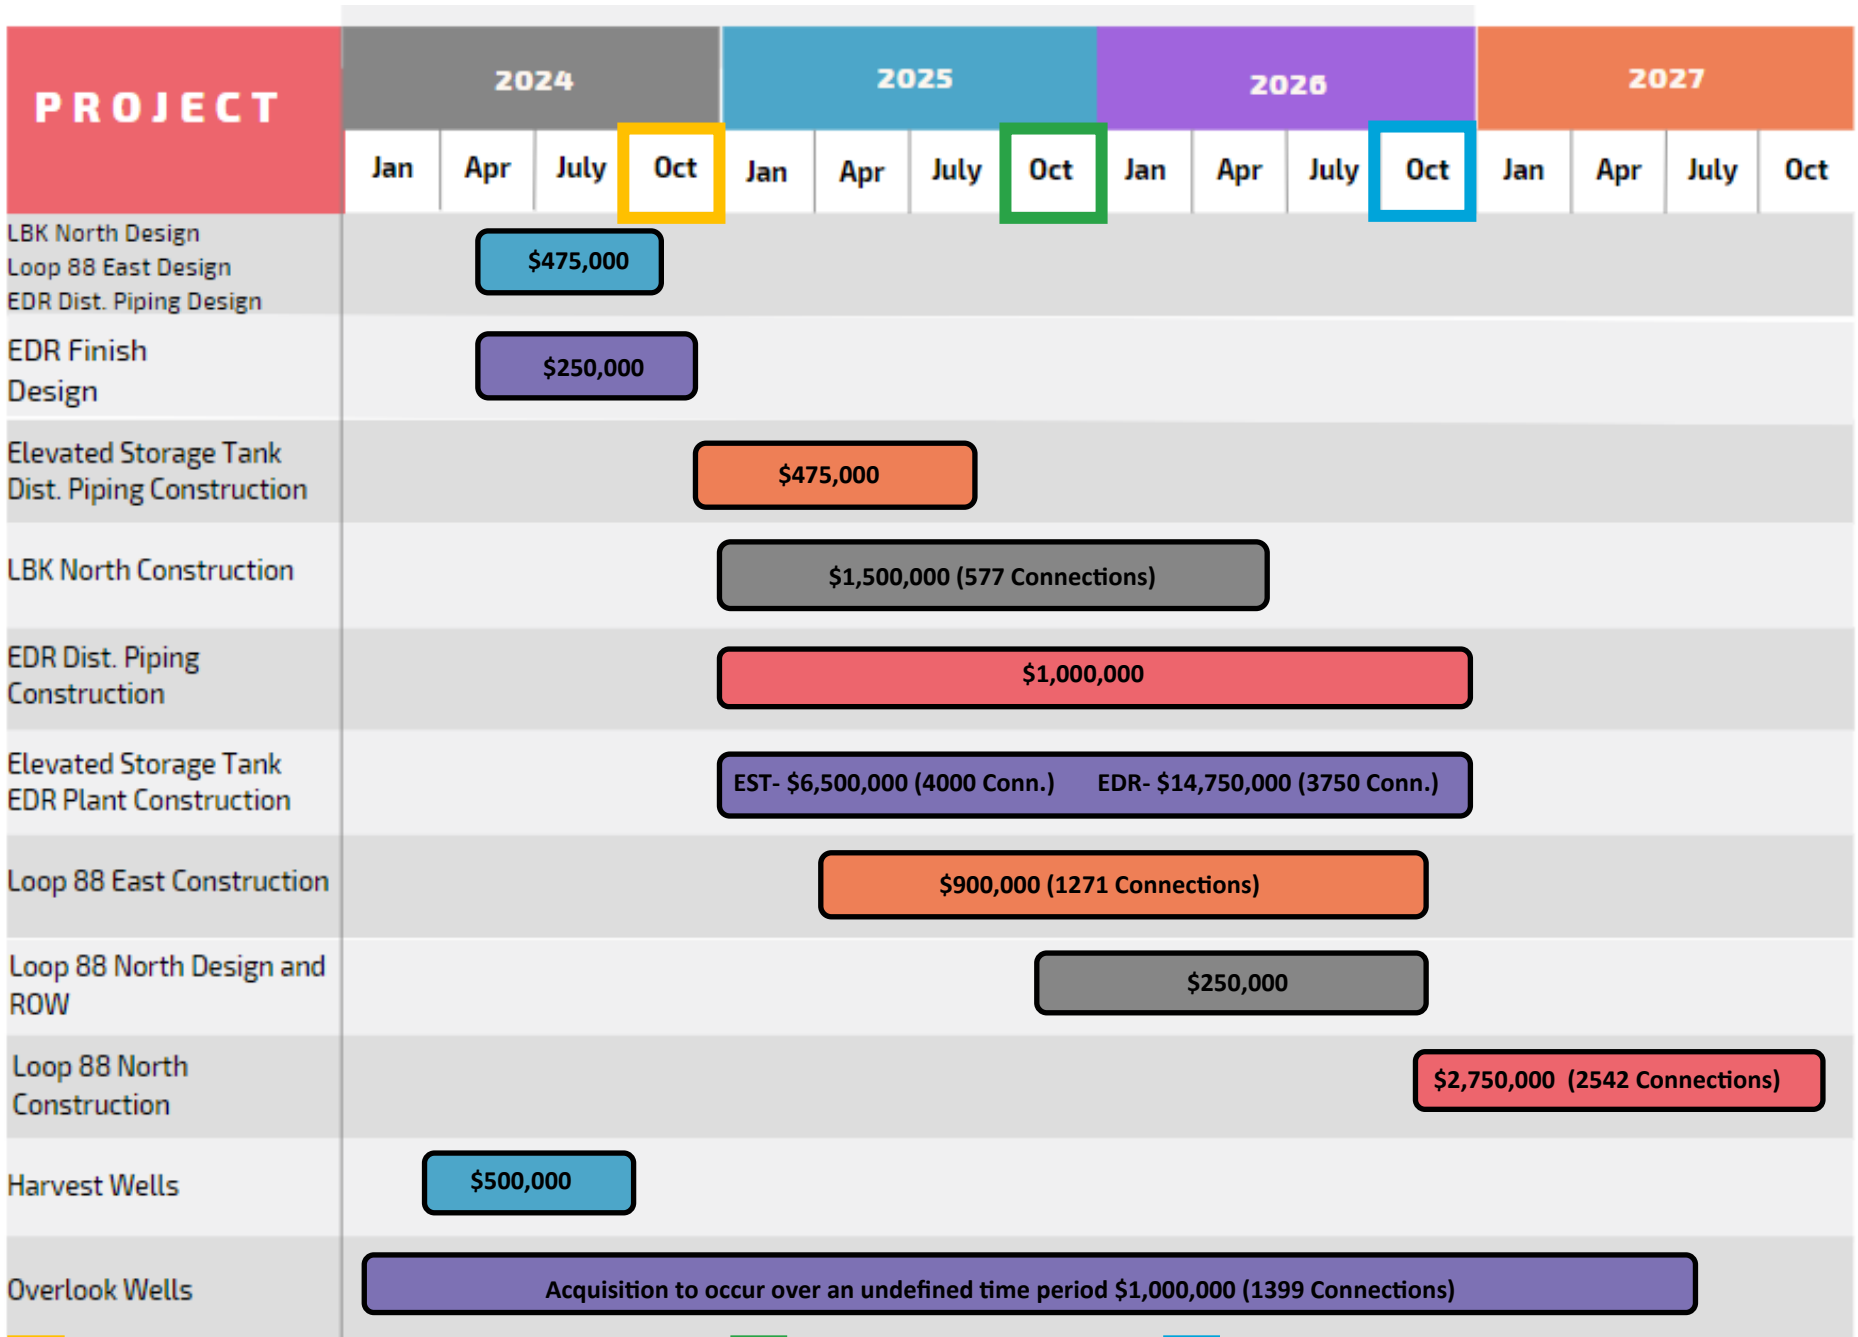 PROJECT
2024
2025
2026
2027
Jan Apr July Oct Jan Apr July Oct Jan Apr July Oct Jan Apr July Oct
LBK North Design
Loop 88 East Design
EDR Dist. Piping Design
$475,000
EDR Finish
Design
$250,000
Elevated Storage Tank
Dist. Piping Construction
$475,000
LBK North Construction
$1,500,000 (577 Connections)
EDR Dist. Piping
Construction
$1,000,000
Elevated Storage Tank
EDR Plant Construction
EST- $6,500,000 (4000 Conn.) EDR- $14,750,000 (3750 Conn.)
Loop 88 East Construction
$900,000 (1271 Connections)
Loop 88 North Design and
ROW
$250,000
Loop 88 North
Construction
$2,750,000 (2542 Connections)
Harvest Wells
$500,000
Overlook Wells
Acquisition to occur over an undefined time period $1,000,000 (1399 Connections)